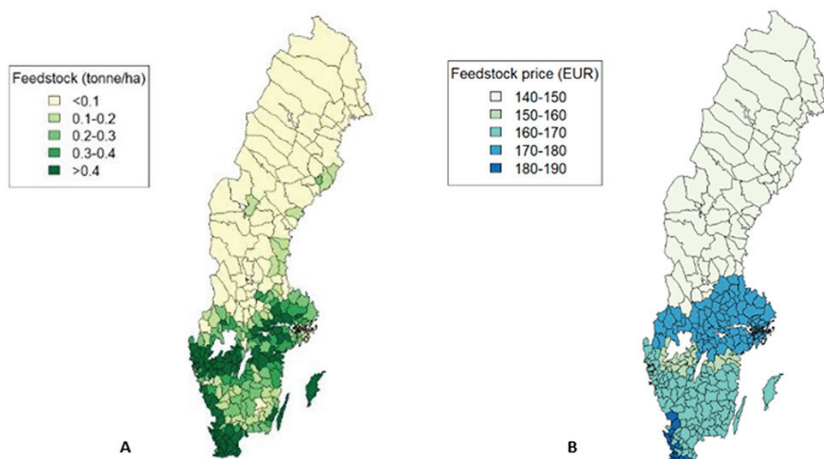 Feedstock (tonne/ha)
<0.1
0.1-0.2
0.2-0.3
0.3-0.4
>0.4
A
Feedstock price (EUR)
140-150
150-160
160-170
170-180
180-190
B